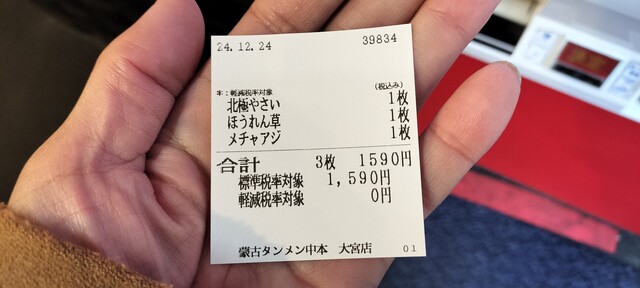 24.12.24 39834
(税込み)
*：軽減税率対象
北極やさい 1枚
ほうれん草 1枚
メチャアジ 1枚
合計 3枚 1590円
標準税率対象 1,590円
軽減税率対象 0円
蒙古タンメン中本 大宮店 01